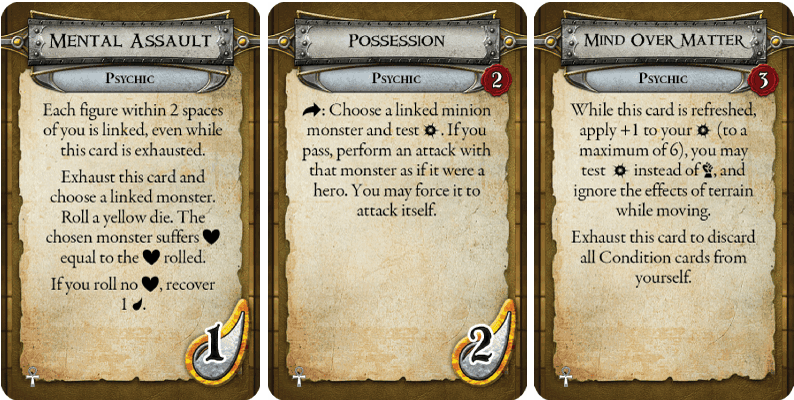 MENTAL ASSAULT
PSYCHIC
Each figure within 2 spaces
of you is linked, even while
this card is exhausted.
Exhaust this card and
choose a linked monster.
Roll a yellow die. The
chosen monster suffers ♥
equal to the ♥ rolled.
If you roll no ♥, recover
1 .
1
POSSESSION
PSYCHIC
2
: Choose a linked minion
monster and test . If you
pass, perform an attack with
that monster as if it were a
hero. You may force it to
attack itself.
2
MIND OVER MATTER
PSYCHIC
3
While this card is refreshed,
apply +1 to your (to a
maximum of 6), you may
test instead of , and
ignore the effects of terrain
while moving.
Exhaust this card to discard
all Condition cards from
yourself.